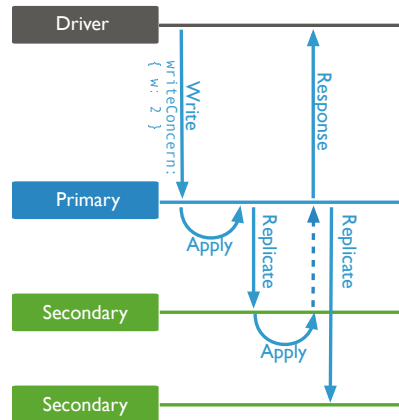 Driver
Write
writeConcern:
{ w: 2 }
Response
Primary
Apply
Replicate
Replicate
Secondary
Apply
Secondary